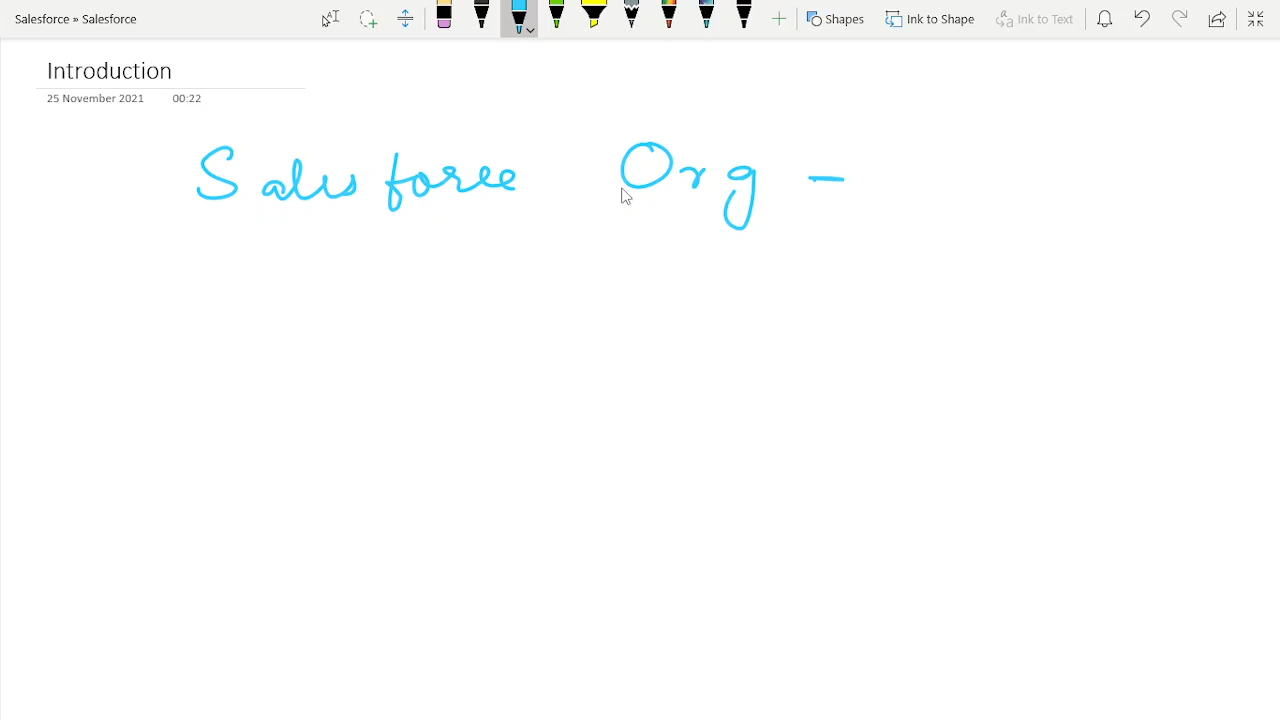 Salesforce » Salesforce
Shapes
Ink to Shape
Ink to Text
Introduction
25 November 2021 00:22
Salesforce Org -